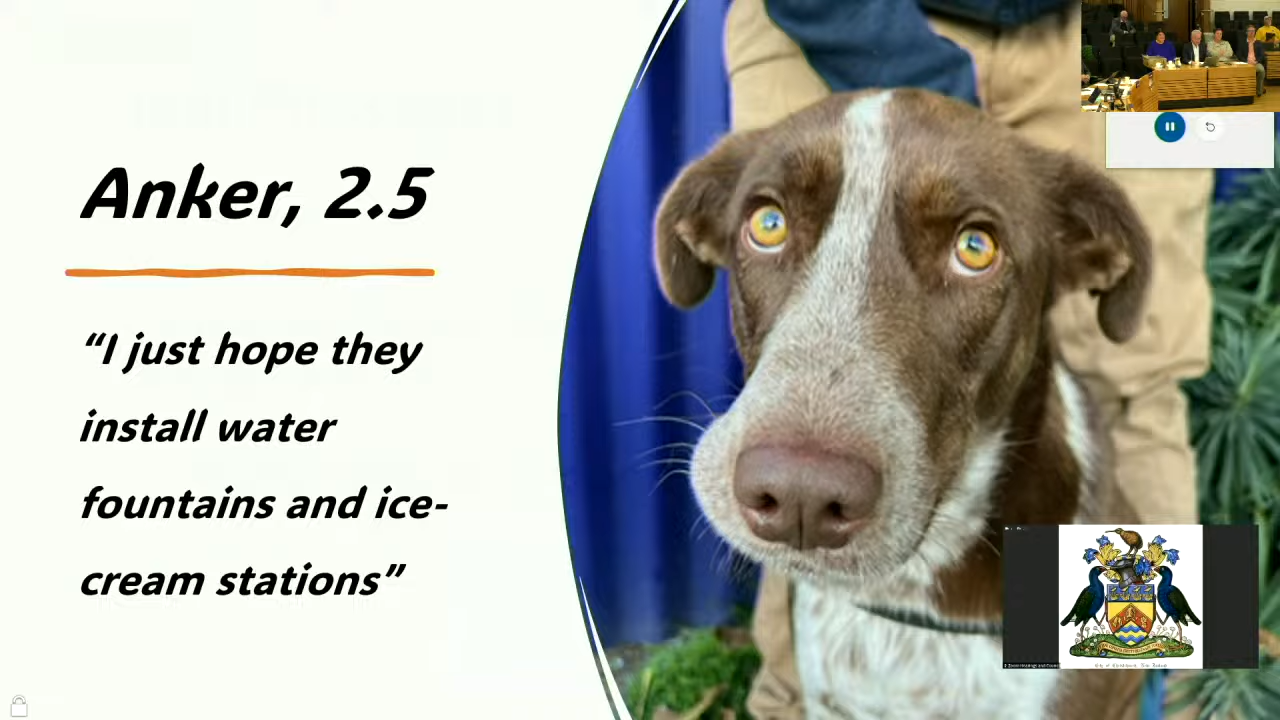 Anker, 2.5
“I just hope they
install water
fountains and ice-
cream stations”